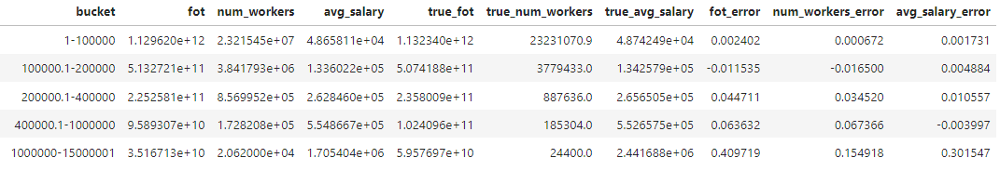 bucket fot num_workers avg_salary true_fot true_num_workers true_avg_salary fot_error num_workers_error avg_salary_error
1-100000 1.129620e+12 2.321545e+07 4.865811e+04 1.132340e+12 23231070.9 4.874249e+04 0.002402 0.000672 0.001731
100000.1-200000 5.132721e+11 3.841793e+06 1.336022e+05 5.074188e+11 3779433.0 1.342579e+05 -0.011535 -0.016500 0.004884
200000.1-400000 2.252581e+11 8.569952e+05 2.628460e+05 2.358009e+11 887636.0 2.656505e+05 0.044711 0.034520 0.010557
400000.1-1000000 9.589307e+10 1.728208e+05 5.548667e+05 1.024096e+11 185304.0 5.526575e+05 0.063632 0.067366 -0.003997
1000000-15000001 3.516713e+10 2.062000e+04 1.705404e+06 5.957697e+10 24400.0 2.441688e+06 0.409719 0.154918 0.301547